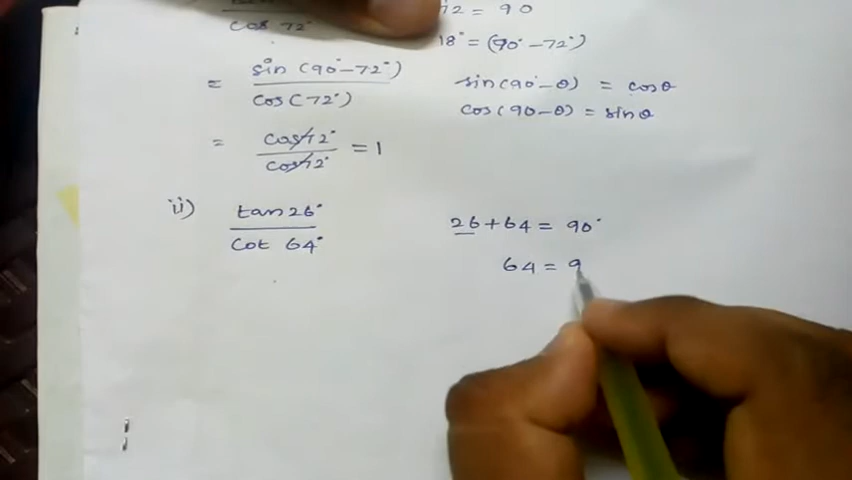 cos 72°
72 = 90
18° = (90° - 72°)
= sin (90° - 72°) / cos (72°)
sin (90° - θ) = cos θ
cos (90 - θ) = sin θ
= cos 72° / cos 72° = 1
ii) tan 26° / cot 64°
26 + 64 = 90°
64 = 9